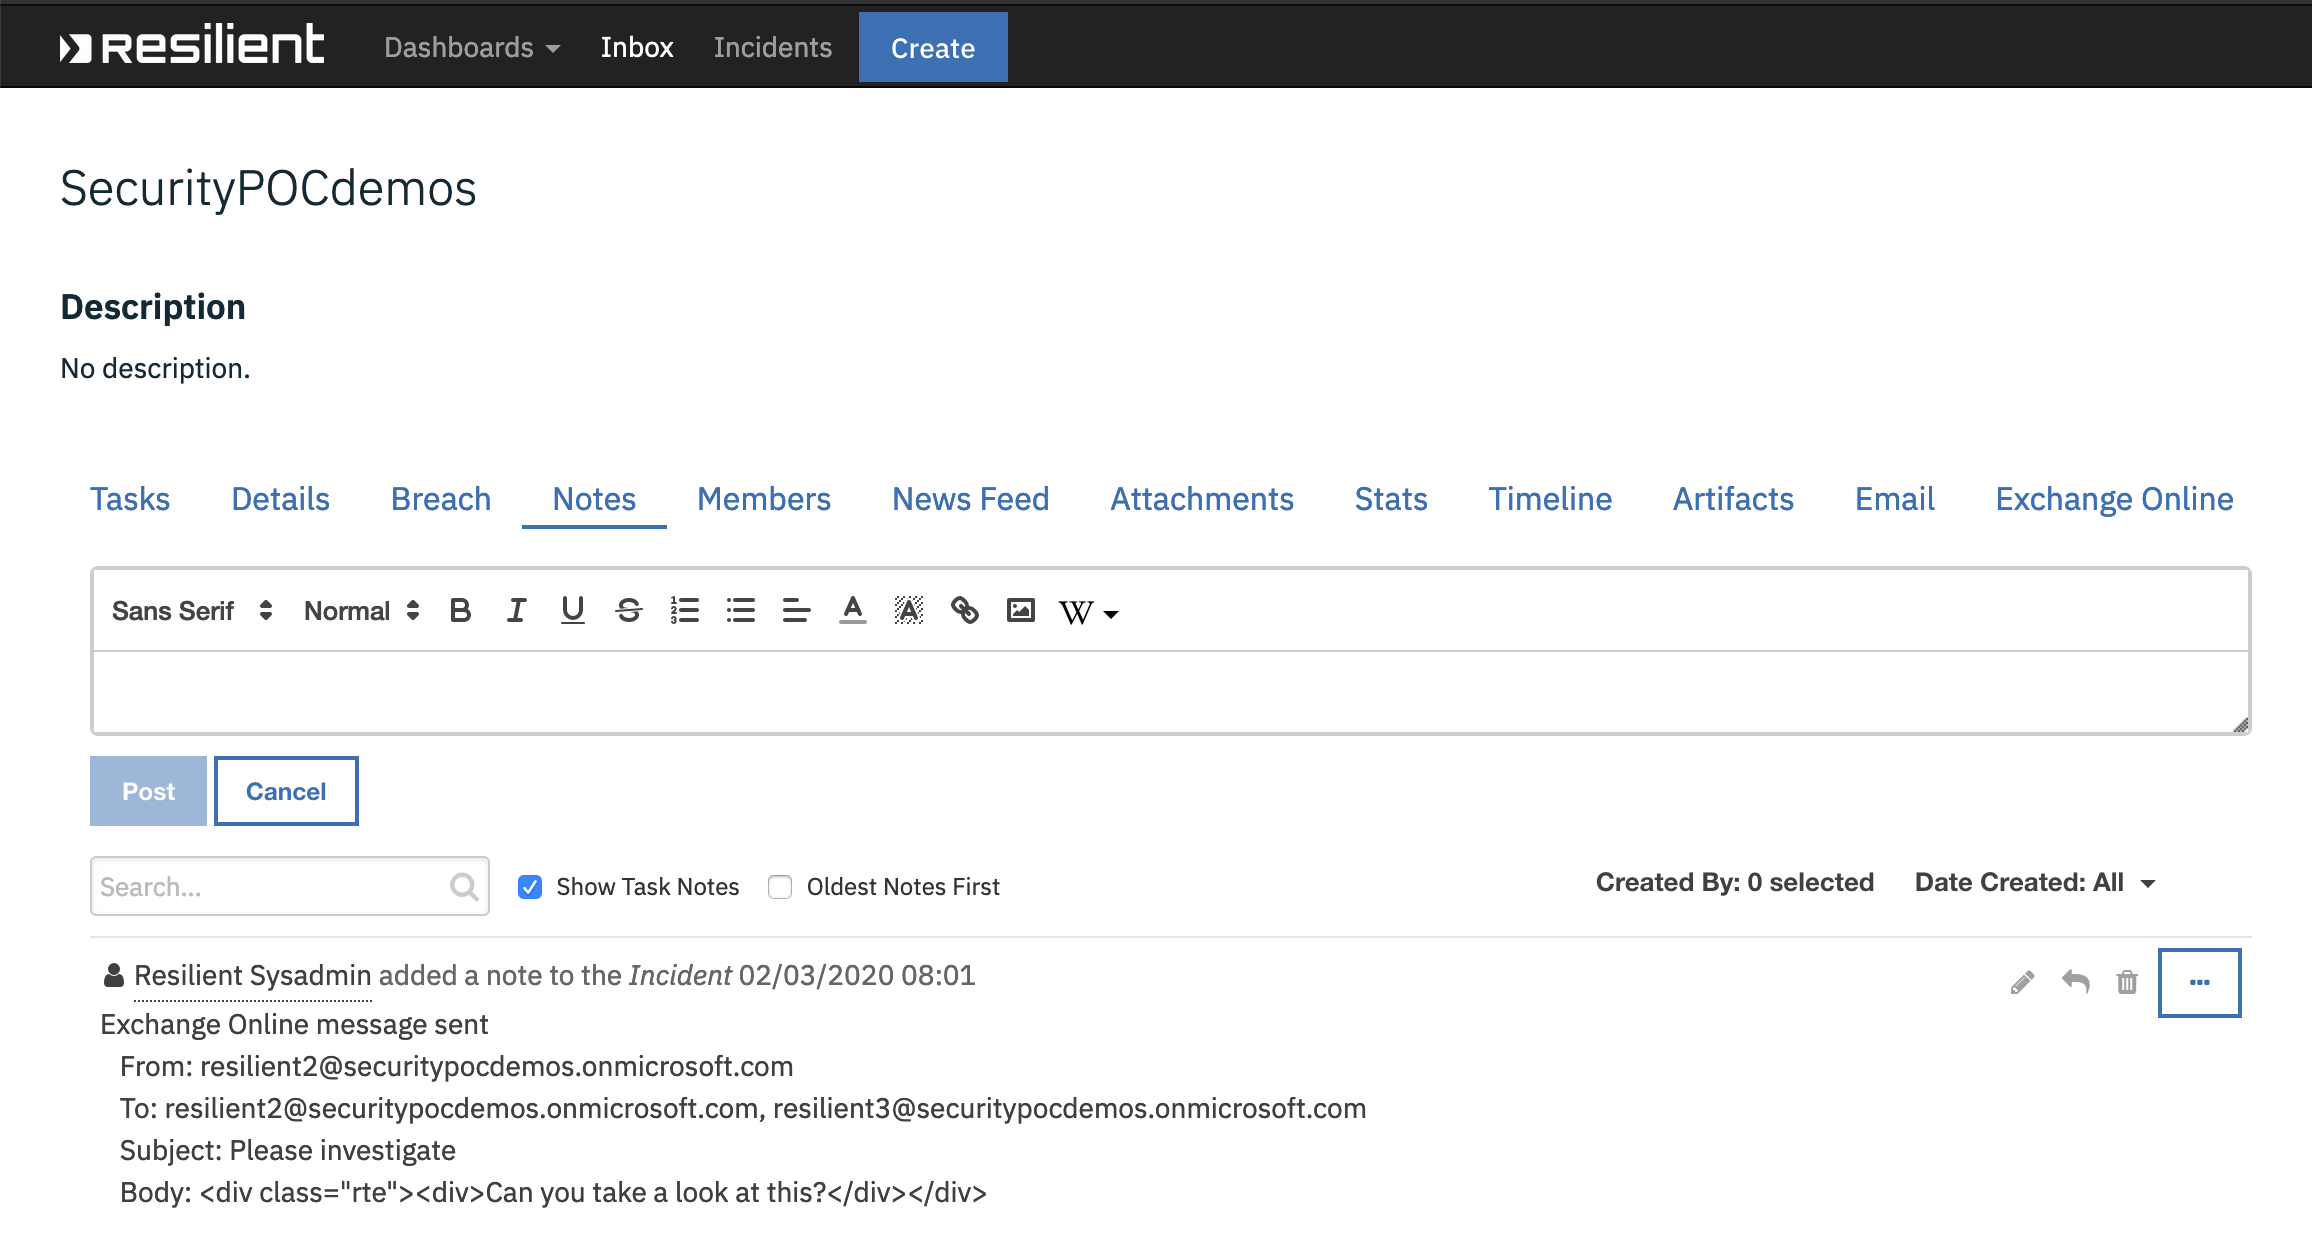 resilient Dashboards Inbox Incidents Create
SecurityPOCdemos
Description
No description.
Tasks Details Breach Notes Members News Feed Attachments Stats Timeline Artifacts Email Exchange Online
Sans Serif Normal B I U S A A W
Post Cancel
Search... Show Task Notes Oldest Notes First Created By: 0 selected Date Created: All
Resilient Sysadmin added a note to the Incident 02/03/2020 08:01
Exchange Online message sent
From: resilient2@securitypocdemos.onmicrosoft.com
To: resilient2@securitypocdemos.onmicrosoft.com, resilient3@securitypocdemos.onmicrosoft.com
Subject: Please investigate
Body: <div class="rte"><div>Can you take a look at this?</div></div>